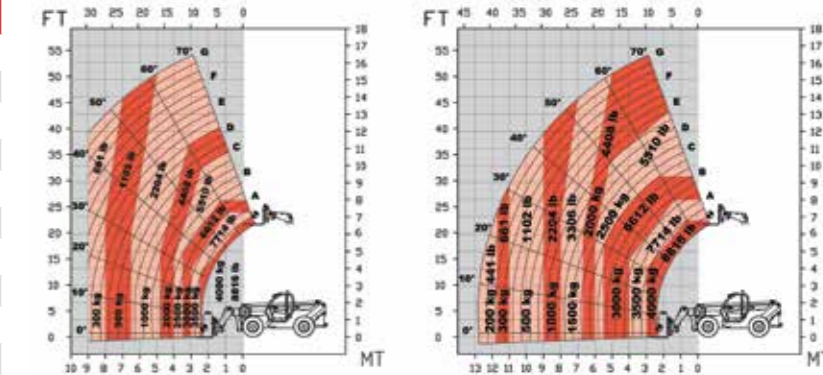 FT 30 25 20 15 10 5 0
18
17
55 16
50 15
45 14
13
40 12
35 11
10
30 9
25 8
7
20 6
15 5
4
10 3
5 2
1
0 0
MT
10 9 8 7 6 5 4 3 2 1 0
70° G
60° F
50° E
40° D
C
30° B
A
20°
10°
0°
661 lb
1102 lb
2204 lb
4408 lb
5510 lb
6612 lb
7714 lb
8816 lb
300 kg
500 kg
1000 kg
2000 kg
2500 kg
3000 kg
3500 kg
4000 kg
FT 45 40 35 30 25 20 15 10 5 0
18
17
55 16
50 15
45 14
13
40 12
35 11
10
30 9
25 8
7
20 6
15 5
4
10 3
5 2
1
0 0
MT
13 12 11 10 9 8 7 6 5 4 3 2 1 0
70° G
60° F
50° E
40° D
C
30° B
A
20°
10°
0°
441 lb
661 lb
1102 lb
2204 lb
3306 lb
4408 lb
5510 lb
6612 lb
7714 lb
8816 lb
200 kg
300 kg
500 kg
1000 kg
1500 kg
2000 kg
2500 kg
3000 kg
3500 kg
4000 kg